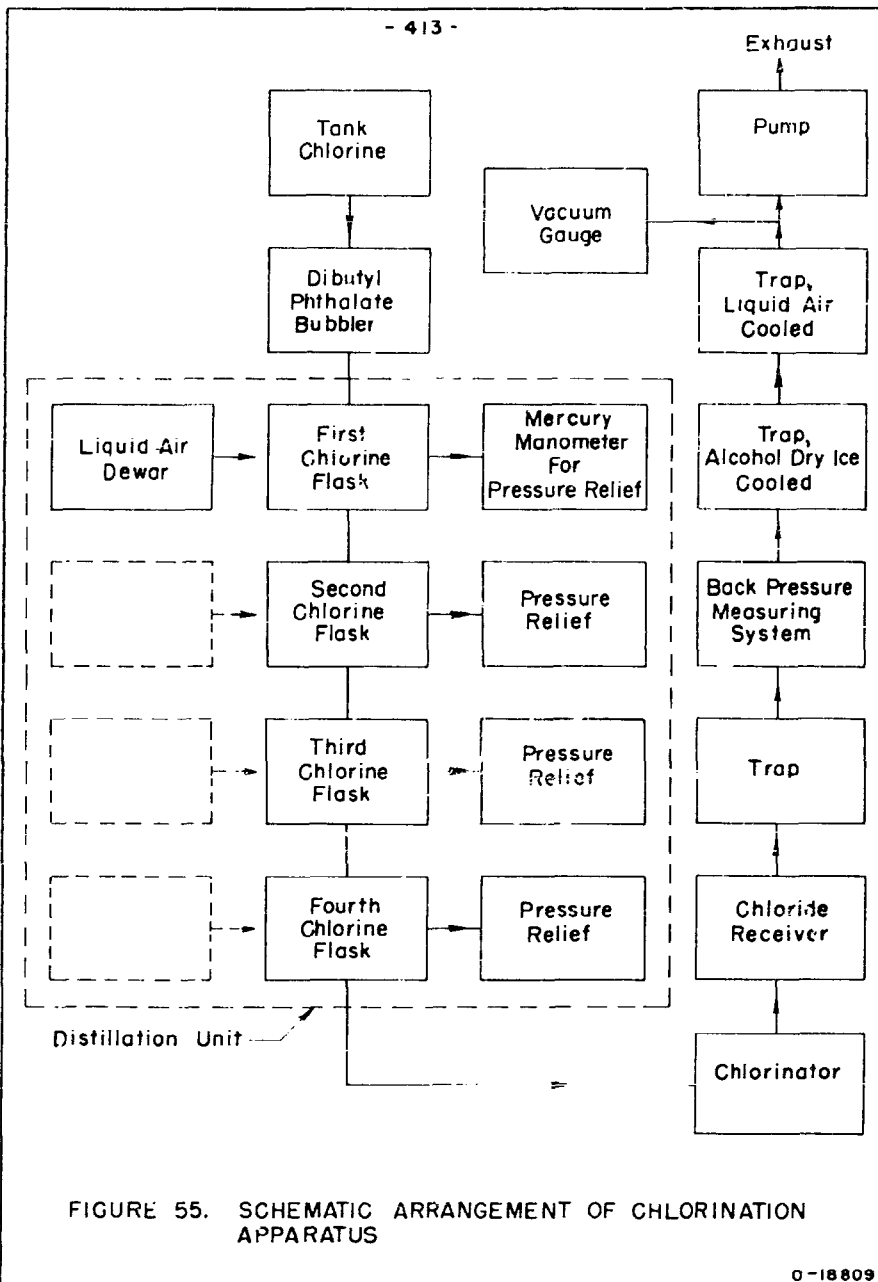 - 413 -
Exhaust
Tank
Chlorine
Pump
Vacuum
Gauge
Dibutyl
Phthalate
Bubbler
Trap,
Liquid Air
Cooled
Liquid Air
Dewar
First
Chlorine
Flask
Mercury
Manometer
For
Pressure Relief
Trap,
Alcohol Dry Ice
Cooled
Second
Chlorine
Flask
Pressure
Relief
Back Pressure
Measuring
System
Third
Chlorine
Flask
Pressure
Relief
Trap
Fourth
Chlorine
Flask
Pressure
Relief
Chloride
Receiver
Distillation Unit
Chlorinator
FIGURE 55. SCHEMATIC ARRANGEMENT OF CHLORINATION
APPARATUS
O-18809